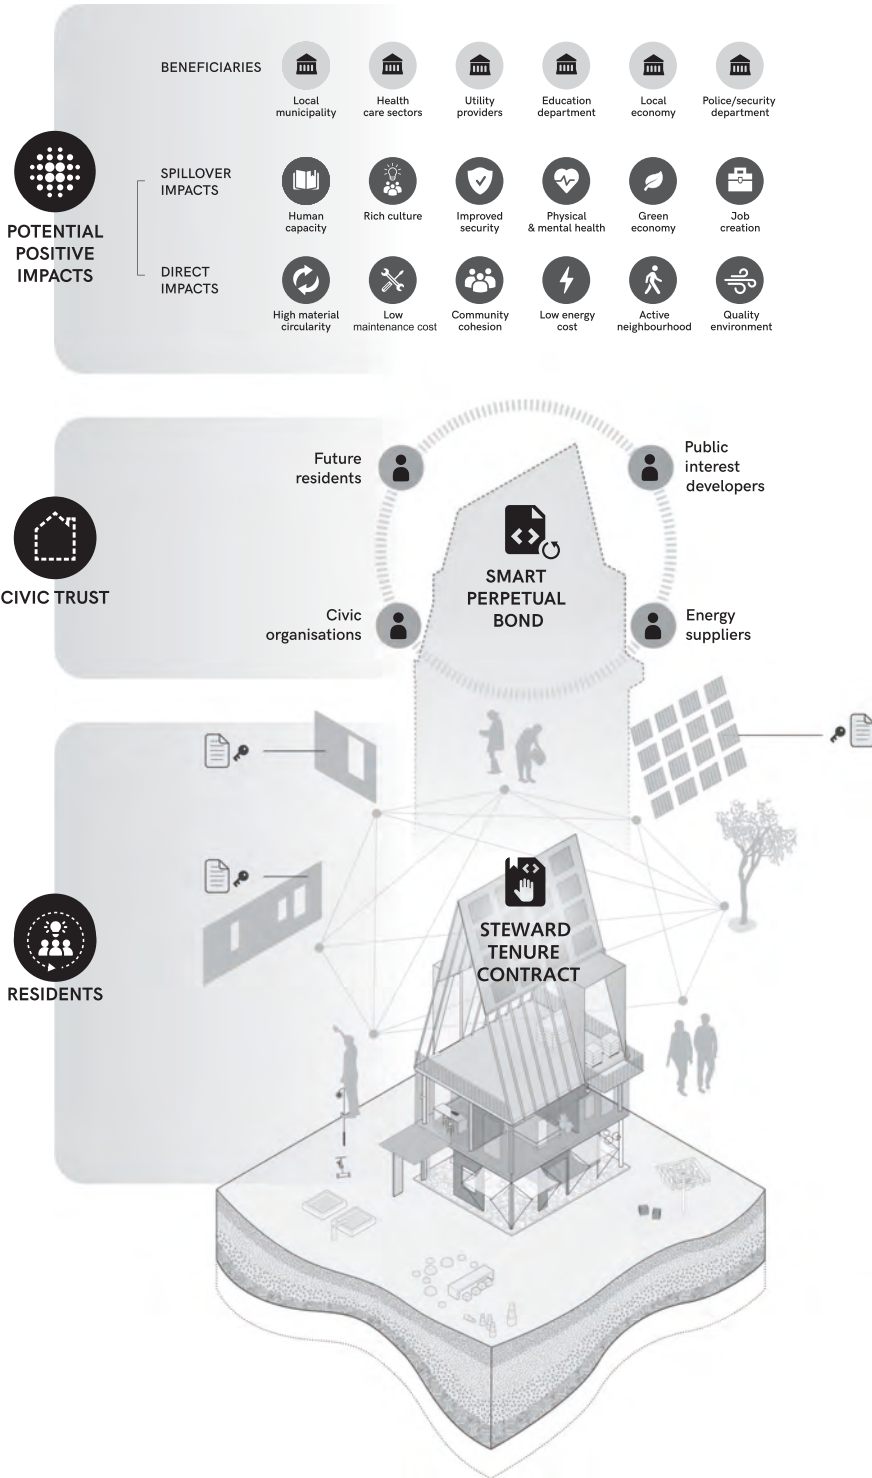 BENEFICIARIES
Local
municipality
Health
care sectors
Utility
providers
Education
department
Local
economy
Police/security
department
POTENTIAL
POSITIVE
IMPACTS
SPILLOVER
IMPACTS
Human
capacity
Rich culture
Improved
security
Physical
& mental health
Green
economy
Job
creation
DIRECT
IMPACTS
High material
circularity
Low
maintenance cost
Community
cohesion
Low energy
cost
Active
neighbourhood
Quality
environment
CIVIC TRUST
Future
residents
Public
interest
developers
SMART
PERPETUAL
BOND
Civic
organisations
Energy
suppliers
RESIDENTS
STEWARD
TENURE
CONTRACT